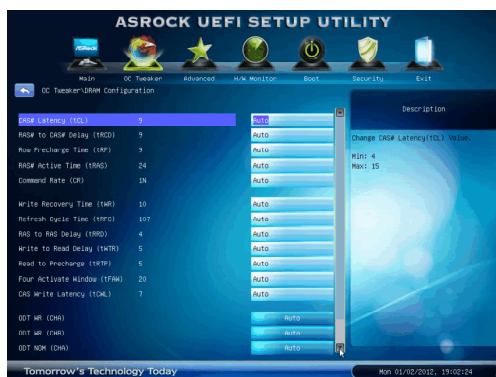 ASROCK UEFI SETUP UTILITY
ASRock
Main OC Tweaker Advanced H/W Monitor Boot Security Exit
OC Tweaker\DRAM Configuration
Description
CAS# Latency (tCL) 9 Auto
Change CAS# Latency(tCL) Value.
Min: 4
Max: 15
RAS# to CAS# Delay (tRCD) 9 Auto
Row Precharge Time (tRP) 9 Auto
RAS# Active Time (tRAS) 24 Auto
Command Rate (CR) 1N Auto
Write Recovery Time (tWR) 10 Auto
Refresh Cycle Time (tRFC) 107 Auto
RAS to RAS Delay (tRRD) 4 Auto
Write to Read Delay (tWTR) 5 Auto
Read to Precharge (tRTP) 5 Auto
Four Activate Window (tFAW) 20 Auto
CAS Write Latency (tCWL) 7 Auto
ODT WR (CHA) Auto
ODT WR (CHB) Auto
ODT NOM (CHA) Auto
Tomorrow's Technology Today Mon 01/02/2012, 19:02:24